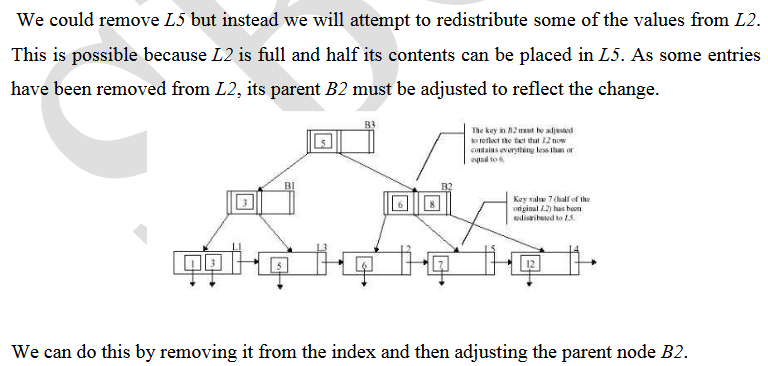 We could remove L5 but instead we will attempt to redistribute some of the values from L2.
This is possible because L2 is full and half its contents can be placed in L5. As some entries
have been removed from L2, its parent B2 must be adjusted to reflect the change.
B3
5
The key in B2 must be adjusted
to reflect the fact that L2 now
contains everything less than or
equal to 6.
B1
3
B2
6 8
Key value 7 (half of the
original L2) has been
redistributed to L5.
L1
1 3
L3
5
L2
6
L5
7
L4
12
We can do this by removing it from the index and then adjusting the parent node B2.